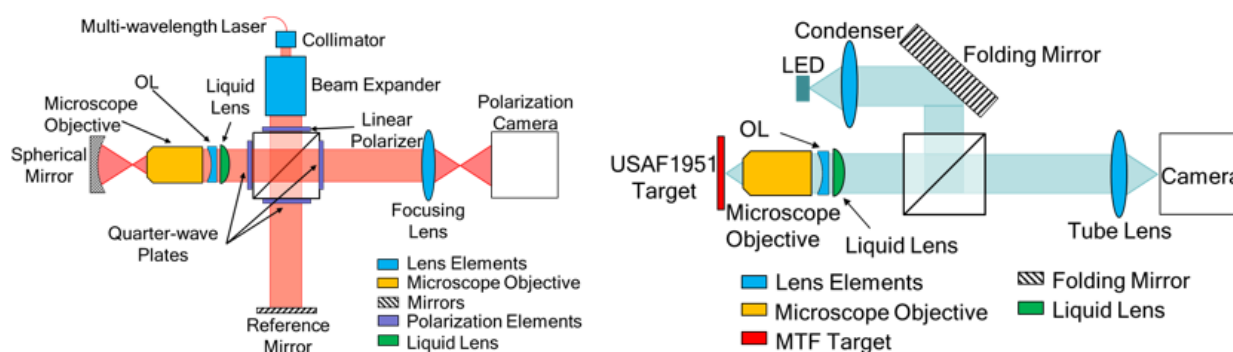 Multi-wavelength Laser
Collimator
OL
Liquid
Lens
Beam Expander
Microscope
Objective
Linear
Polarizer
Polarization
Camera
Spherical
Mirror
Quarter-wave
Plates
Focusing
Lens
Reference
Mirror
Lens Elements
Microscope Objective
Mirrors
Polarization Elements
Liquid Lens
Condenser
LED
Folding
Mirror
OL
USAF1951
Target
Microscope
Objective
Liquid Lens
Camera
Tube Lens
Lens Elements
Microscope Objective
MTF Target
Folding Mirror
Liquid Lens